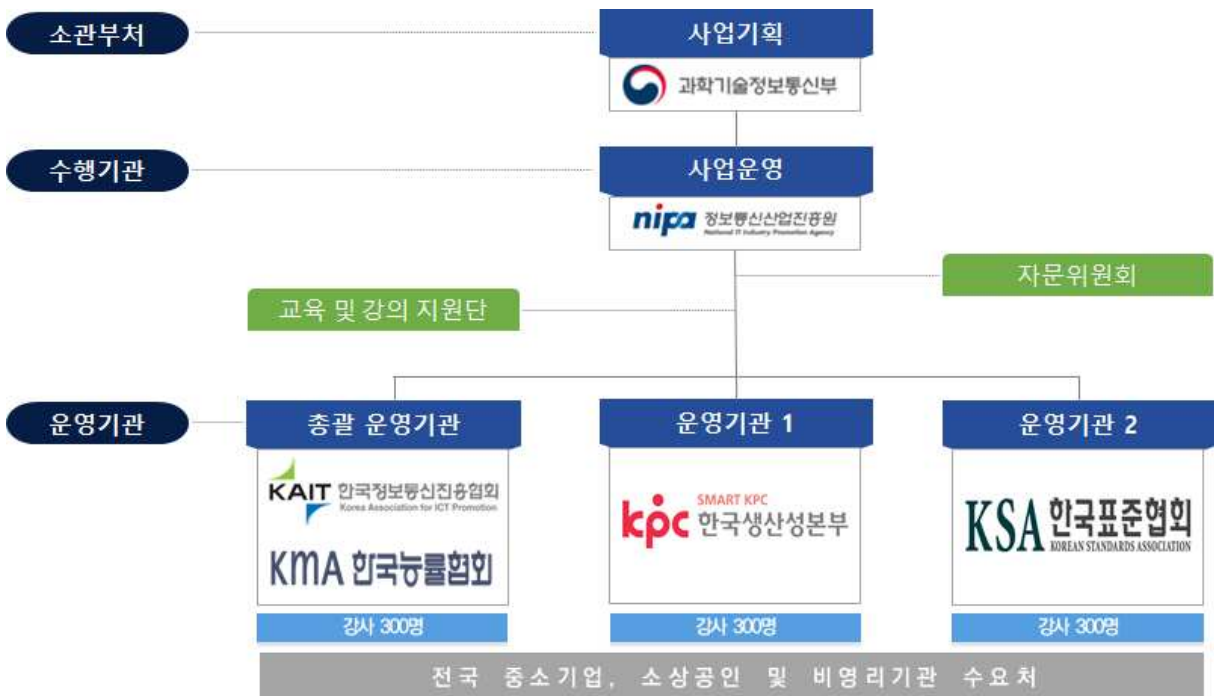 소관부처
사업기획
과학기술정보통신부
수행기관
사업운영
nipa 정보통신산업진흥원
National IT Industry Promotion Agency
자문위원회
교육 및 강의 지원단
운영기관
총괄 운영기관
운영기관 1
운영기관 2
KAIT 한국정보통신진흥협회
Korea Association for ICT Promotion
KMA 한국능률협회
SMART KPC
kpc 한국생산성본부
KSA 한국표준협회
KOREAN STANDARDS ASSOCIATION
강사 300명
강사 300명
강사 300명
전국 중소기업, 소상공인 및 비영리기관 수요처